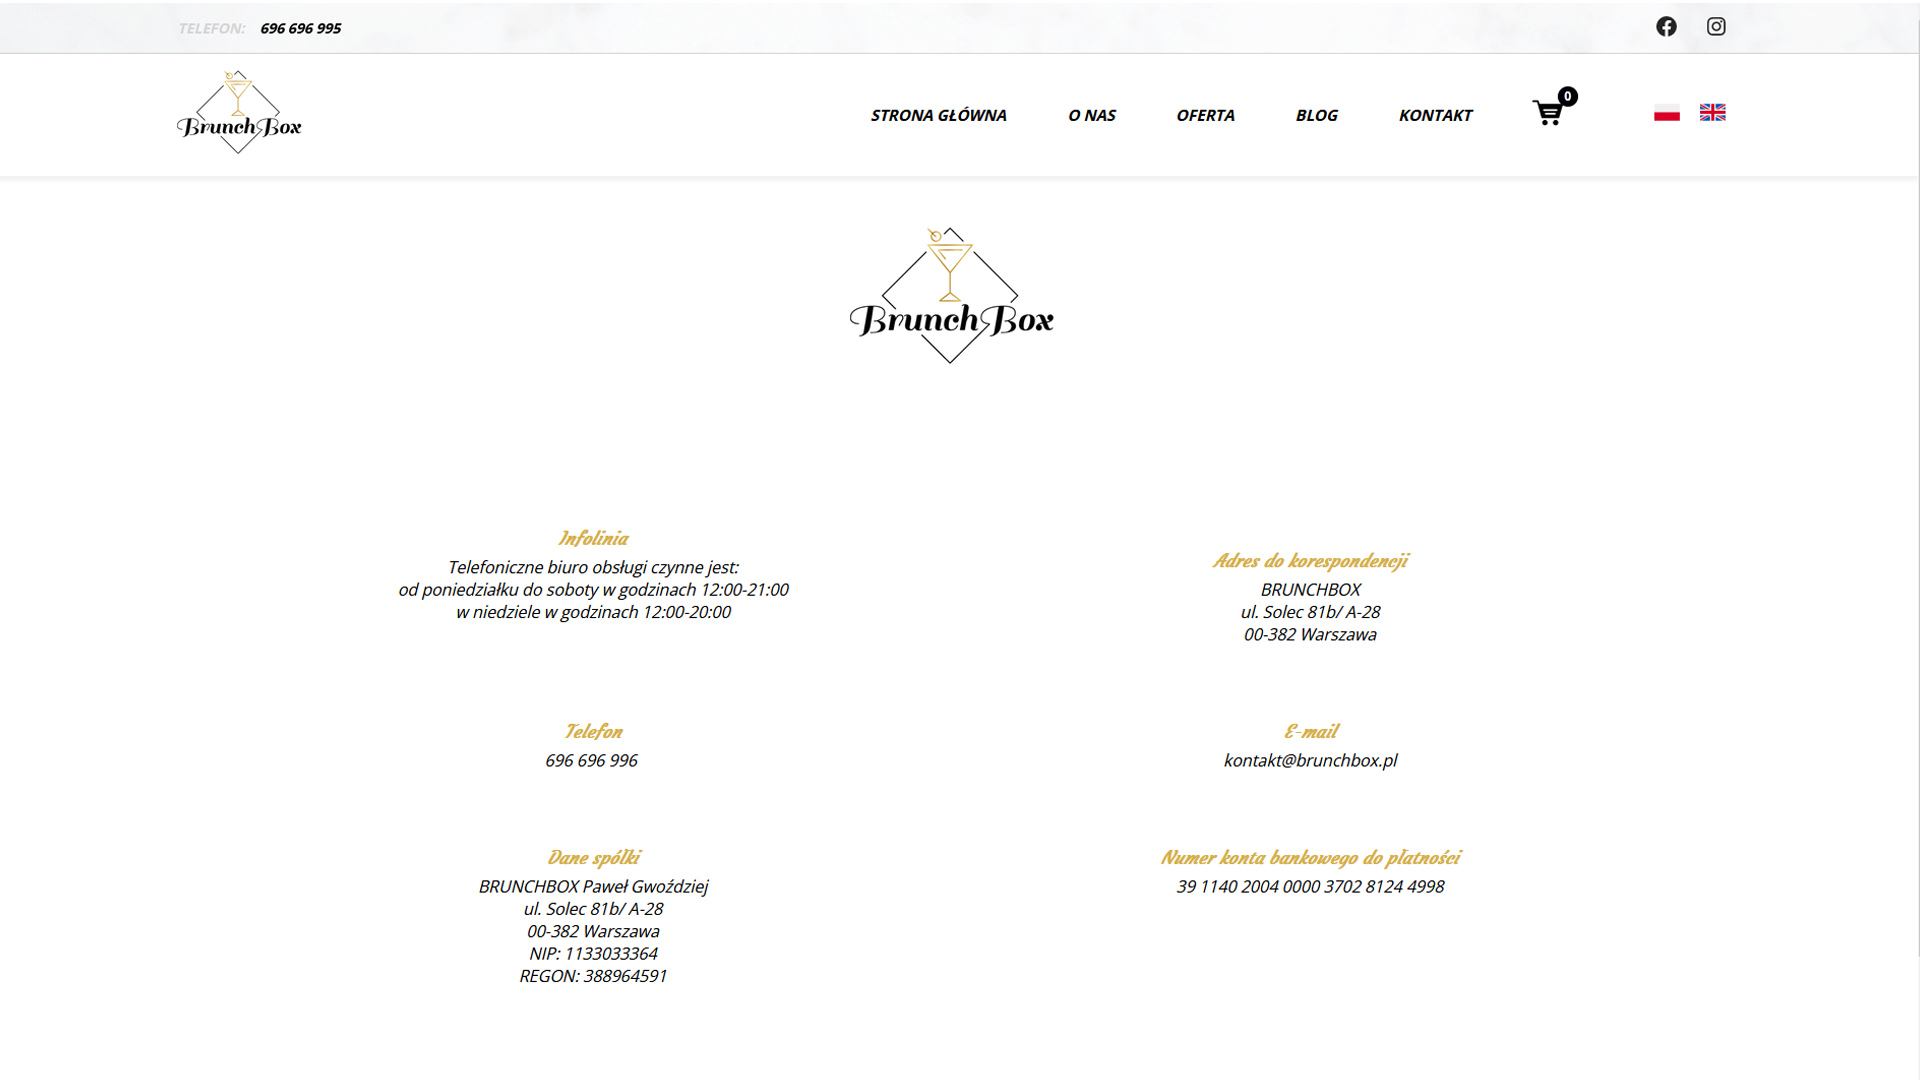 TELEFON: 696 696 995
BrunchBox
STRONA GŁÓWNA O NAS OFERTA BLOG KONTAKT 0
BrunchBox
Infolinia
Telefoniczne biuro obsługi czynne jest:
od poniedziałku do soboty w godzinach 12:00-21:00
w niedziele w godzinach 12:00-20:00
Adres do korespondencji
BRUNCHBOX
ul. Solec 81b/ A-28
00-382 Warszawa
Telefon
696 696 996
E-mail
kontakt@brunchbox.pl
Dane spółki
BRUNCHBOX Paweł Gwoździej
ul. Solec 81b/ A-28
00-382 Warszawa
NIP: 1133033364
REGON: 388964591
Numer konta bankowego do płatności
39 1140 2004 0000 3702 8124 4998